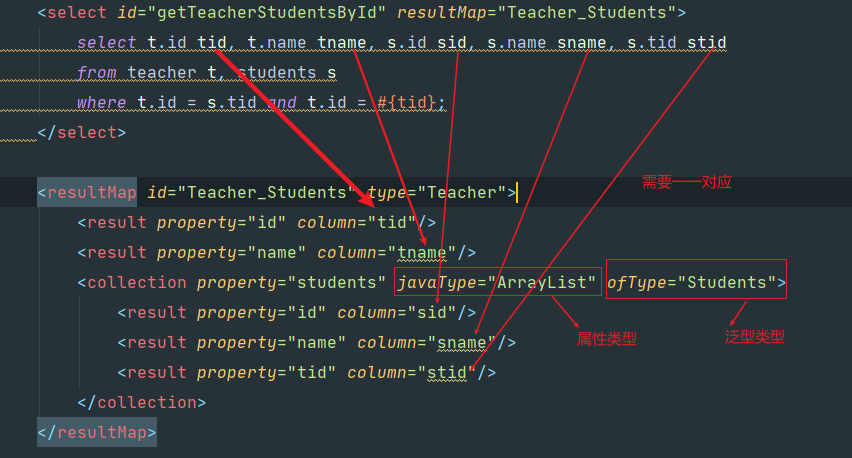 <select id="getTeacherStudentsById" resultMap="Teacher_Students">
select t.id tid, t.name tname, s.id sid, s.name sname, s.tid stid
from teacher t, students s
where t.id = s.tid and t.id = #{tid};
</select>
需要一一对应
<resultMap id="Teacher_Students" type="Teacher">
<result property="id" column="tid"/>
<result property="name" column="tname"/>
<collection property="students" javaType="ArrayList" ofType="Students">
<result property="id" column="sid"/>
<result property="name" column="sname"/>
属性类型
泛型类型
<result property="tid" column="stid"/>
</collection>
</resultMap>